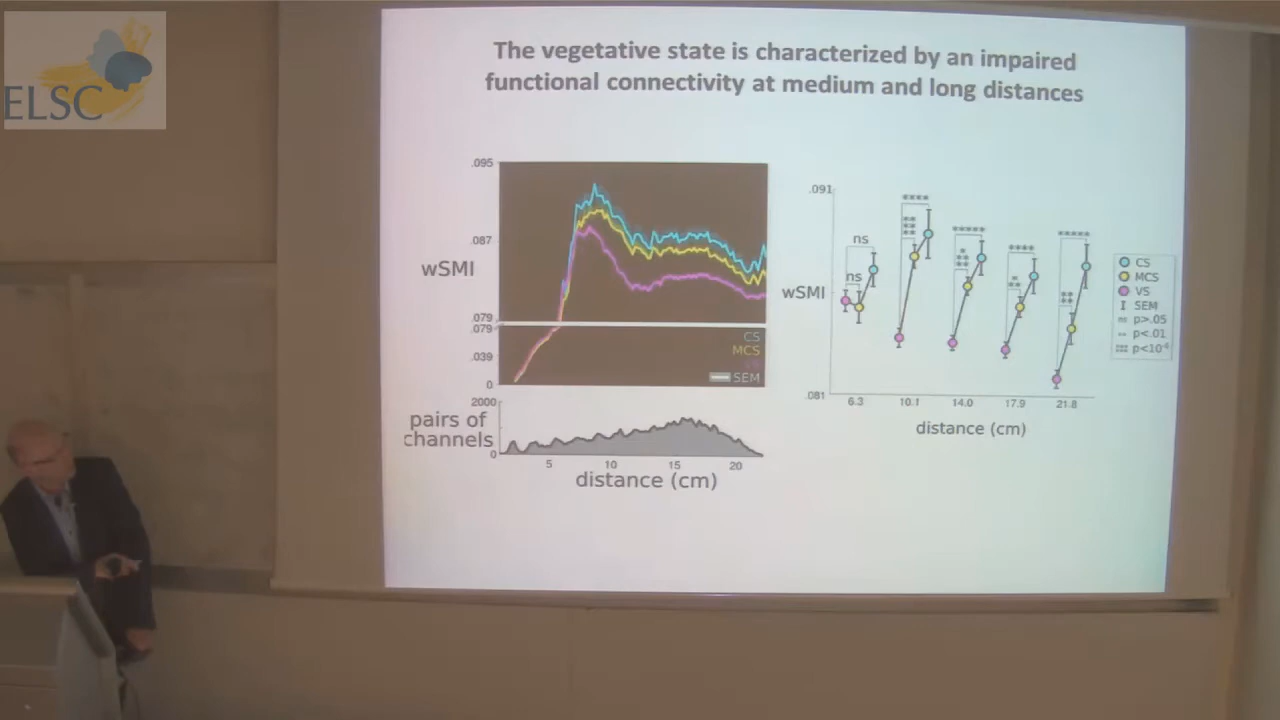 ELSC
The vegetative state is characterized by an impaired
functional connectivity at medium and long distances
.095
.087
wSMI
.079
.079
.039
0
CS
MCS
VS
SEM
2000
pairs of
channels
0
5 10 15 20
distance (cm)
.091
wSMI
.081
ns
ns
****
**
**
**
*****
*
**
**
****
*
**
*****
**
**
6.3 10.1 14.0 17.9 21.8
distance (cm)
CS
MCS
VS
SEM
ns p>.05
** p<.01
p<10